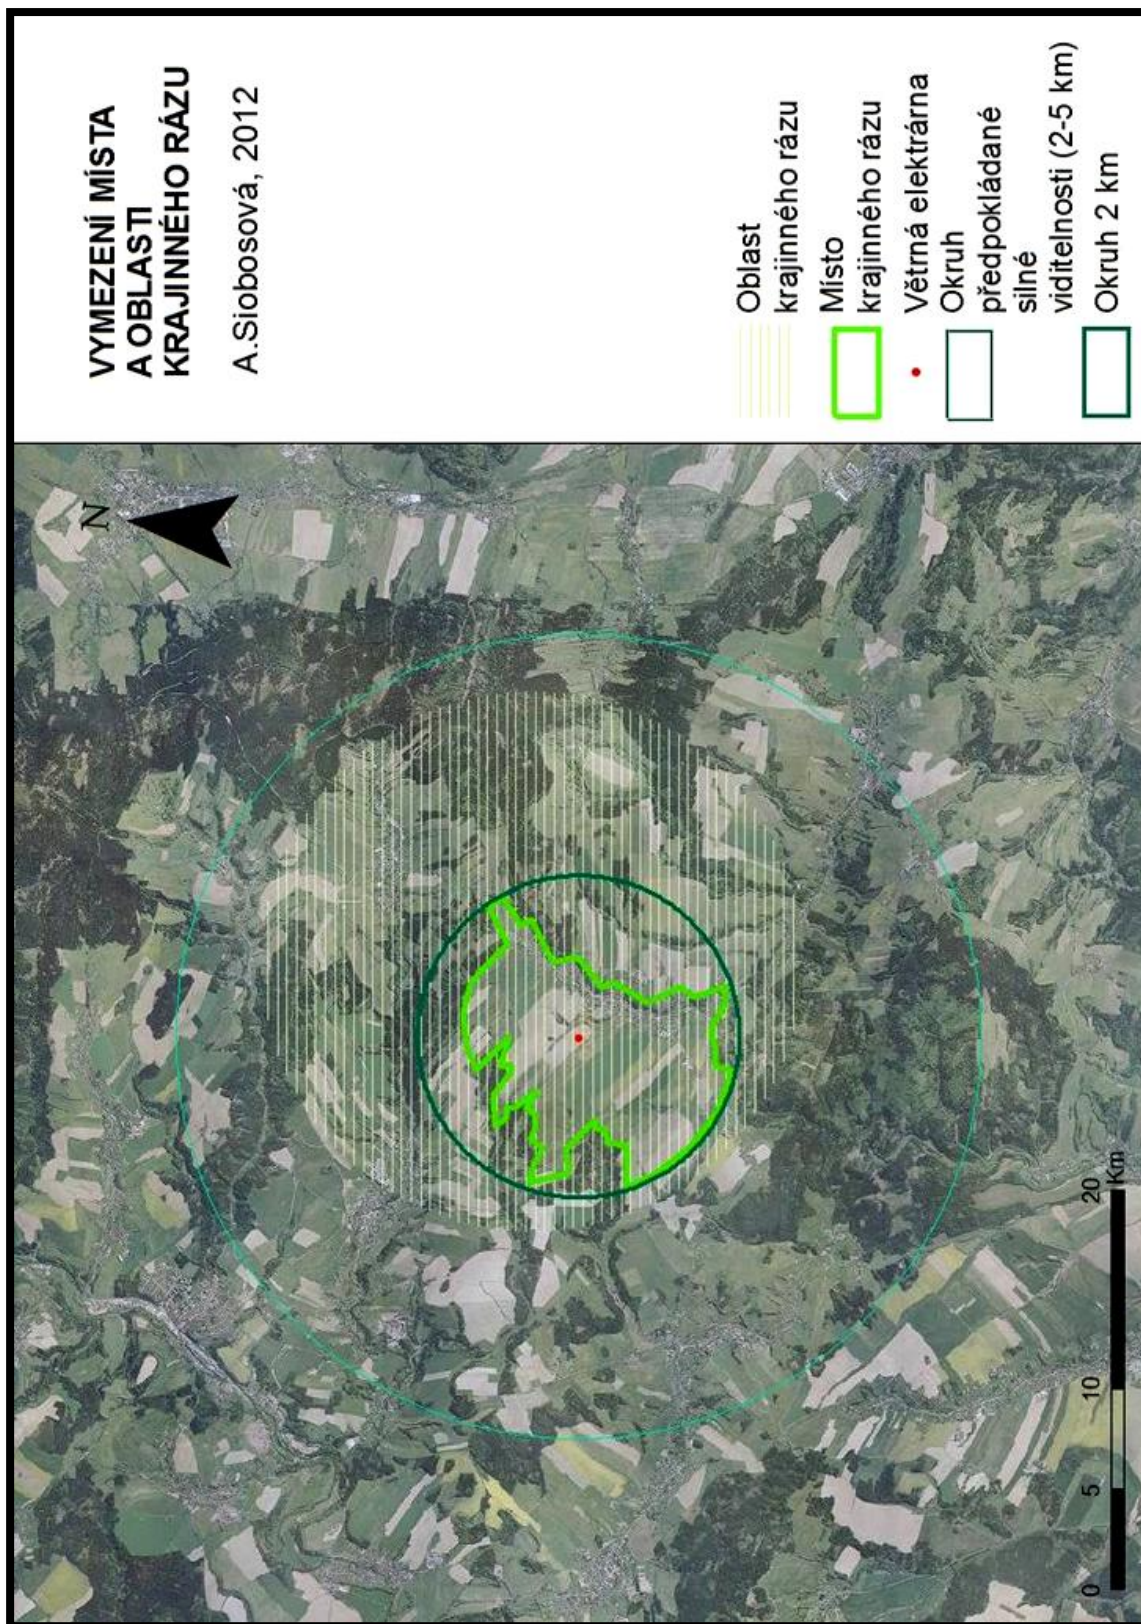 VYMEZENÍ MÍSTA
A OBLASTI
KRAJINNÉHO RÁZU
A.Siobosová, 2012
Oblast
krajinného rázu
Místo
krajinného rázu
Větrná elektrárna
Okruh
předpokládané
silné
viditelnosti (2-5 km)
Okruh 2 km
N
0 5 10 20
Km